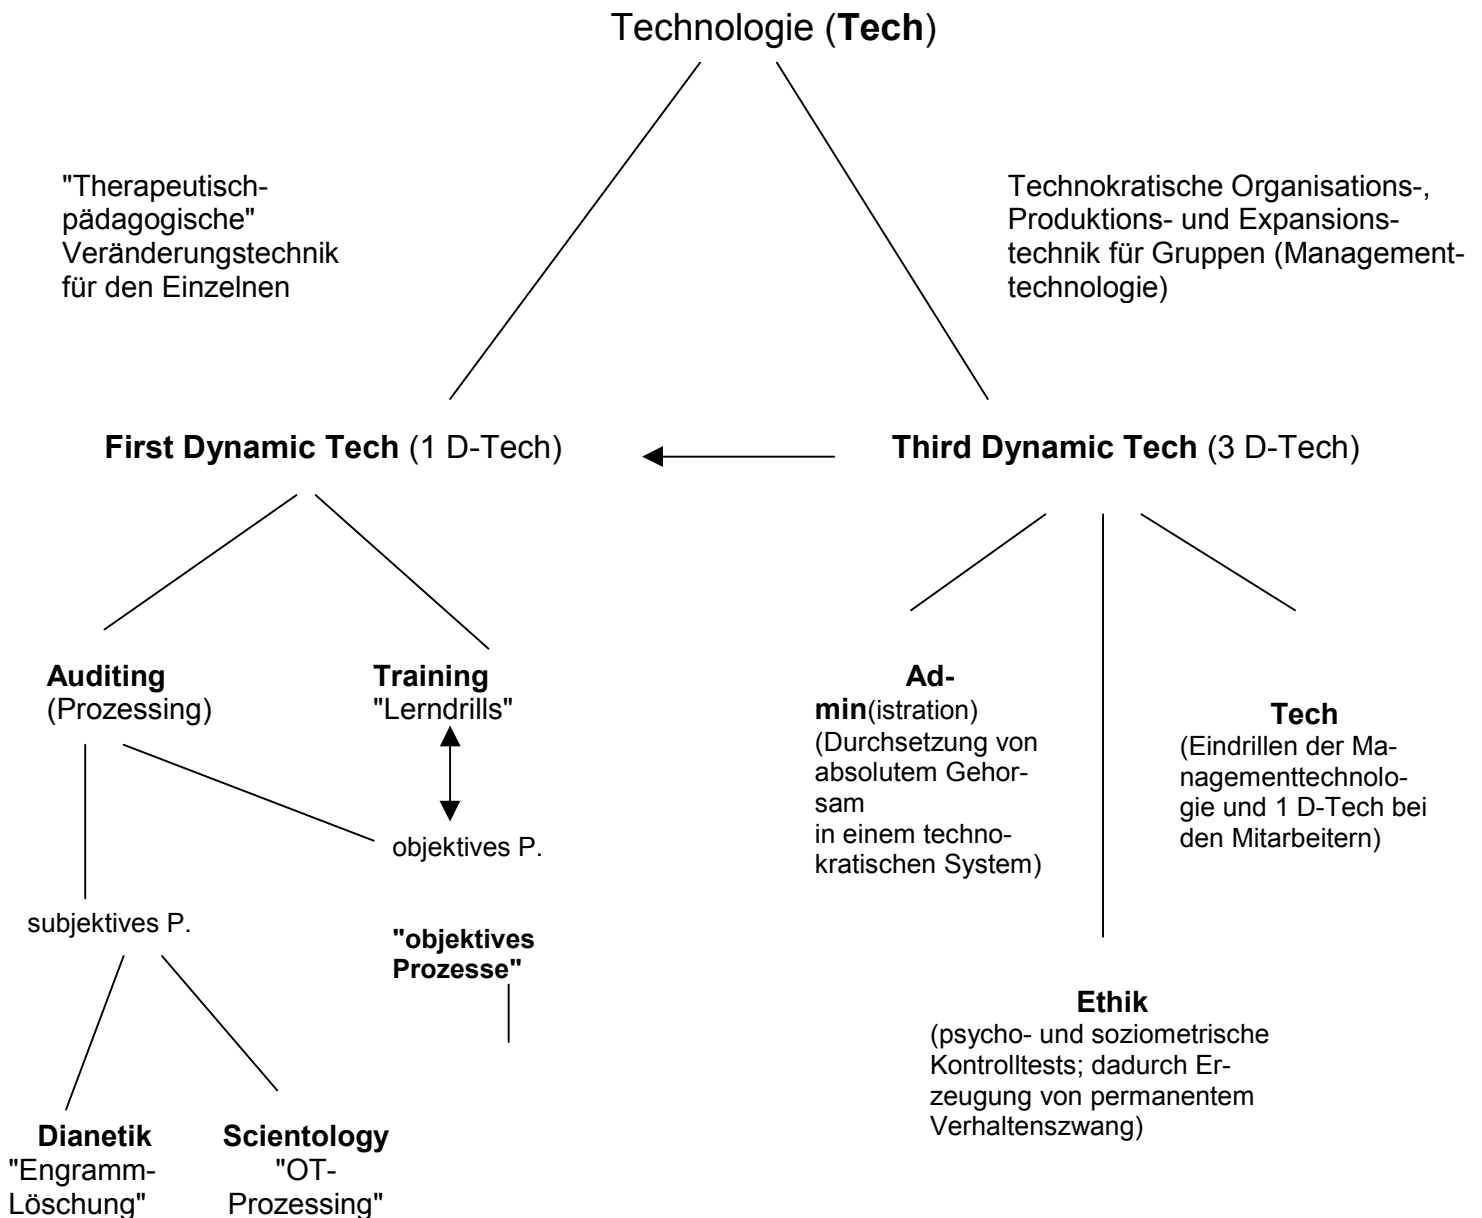 Technologie (Tech)
"Therapeutisch-
pädagogische"
Veränderungstechnik
für den Einzelnen
Technokratische Organisations-,
Produktions- und Expansions-
technik für Gruppen (Management-
technologie)
First Dynamic Tech (1 D-Tech)
Third Dynamic Tech (3 D-Tech)
Auditing
(Prozessing)
Training
"Lerndrills"
objektives P.
subjektives P.
"objektives
Prozesse"
Dianetik
"Engramm-
Löschung"
Scientology
"OT-
Prozessing"
Ad-
min(istration)
(Durchsetzung von
absolutem Gehor-
sam
in einem techno-
kratischen System)
Tech
(Eindrillen der Ma-
nagementtechnolo-
gie und 1 D-Tech bei
den Mitarbeitern)
Ethik
(psycho- und soziometrische
Kontrolltests; dadurch Er-
zeugung von permanentem
Verhaltenszwang)